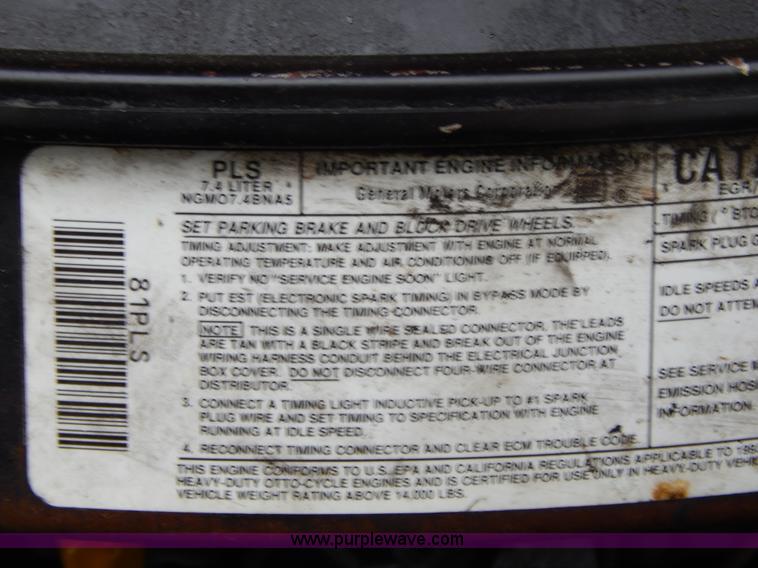 PLS
7.4 LITER
NGM07.4BNA5
IMPORTANT ENGINE INFORMATION
General Motors Corporation
CATA
EGR/
SET PARKING BRAKE AND BLOCK DRIVE WHEELS
TIMING ADJUSTMENT: MAKE ADJUSTMENT WITH ENGINE AT NORMAL
OPERATING TEMPERATURE AND AIR CONDITIONING OFF (IF EQUIPPED).
1. VERIFY NO "SERVICE ENGINE SOON" LIGHT.
2. PUT EST (ELECTRONIC SPARK TIMING) IN BYPASS MODE BY
DISCONNECTING THE TIMING CONNECTOR.
NOTE THIS IS A SINGLE WIRE SEALED CONNECTOR. THE LEADS
ARE TAN WITH A BLACK STRIPE AND BREAK OUT OF THE ENGINE
WIRING HARNESS CONDUIT BEHIND THE ELECTRICAL JUNCTION
BOX COVER. DO NOT DISCONNECT FOUR-WIRE CONNECTOR AT
DISTRIBUTOR.
3. CONNECT A TIMING LIGHT INDUCTIVE PICK-UP TO #1 SPARK
PLUG WIRE AND SET TIMING TO SPECIFICATION WITH ENGINE
RUNNING AT IDLE SPEED.
4. RECONNECT TIMING CONNECTOR AND CLEAR ECM TROUBLE CODE.
TIMING (° BTC
SPARK PLUG G
IDLE SPEEDS A
DO NOT ATTEM
SEE SERVICE M
EMISSION HOS
INFORMATION.
THIS ENGINE CONFORMS TO U.S. EPA AND CALIFORNIA REGULATIONS APPLICABLE TO 199
HEAVY-DUTY OTTO-CYCLE ENGINES AND IS CERTIFIED FOR USE ONLY IN HEAVY-DUTY VEHIC
VEHICLE WEIGHT RATING ABOVE 14,000 LBS.
81PLS
www.purplewave.com